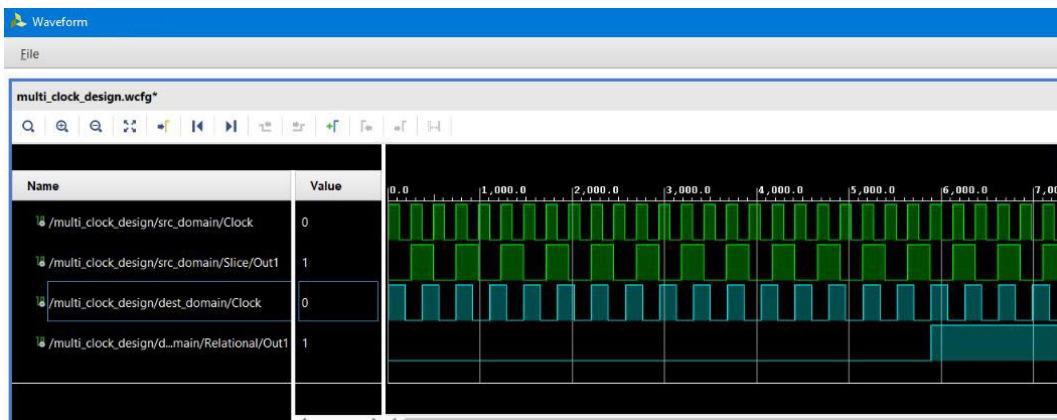 Waveform
File
multi_clock_design.wcfg*
Name Value
0.0 1,000.0 2,000.0 3,000.0 4,000.0 5,000.0 6,000.0 7,0
/multi_clock_design/src_domain/Clock 0
/multi_clock_design/src_domain/Slice/Out1 1
/multi_clock_design/dest_domain/Clock 0
/multi_clock_design/d...main/Relational/Out1 1